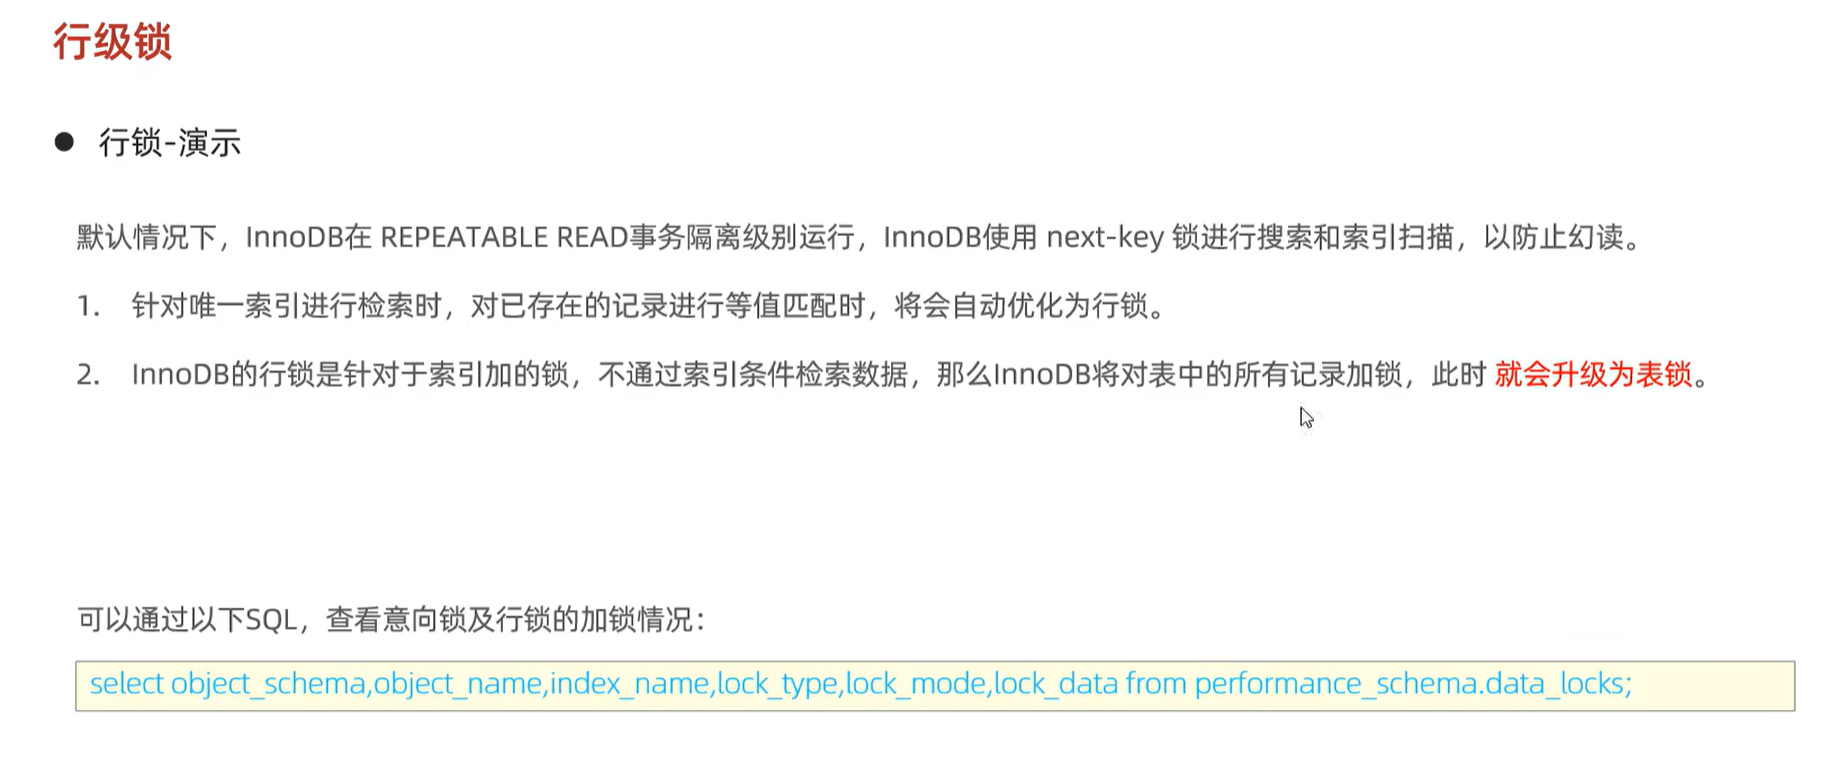 行级锁
● 行锁-演示
默认情况下，InnoDB在 REPEATABLE READ事务隔离级别运行，InnoDB使用 next-key 锁进行搜索和索引扫描，以防止幻读。
1. 针对唯一索引进行检索时，对已存在的记录进行等值匹配时，将会自动优化为行锁。
2. InnoDB的行锁是针对于索引加的锁，不通过索引条件检索数据，那么InnoDB将对表中的所有记录加锁，此时 就会升级为表锁。
可以通过以下SQL，查看意向锁及行锁的加锁情况：
select object_schema,object_name,index_name,lock_type,lock_mode,lock_data from performance_schema.data_locks;